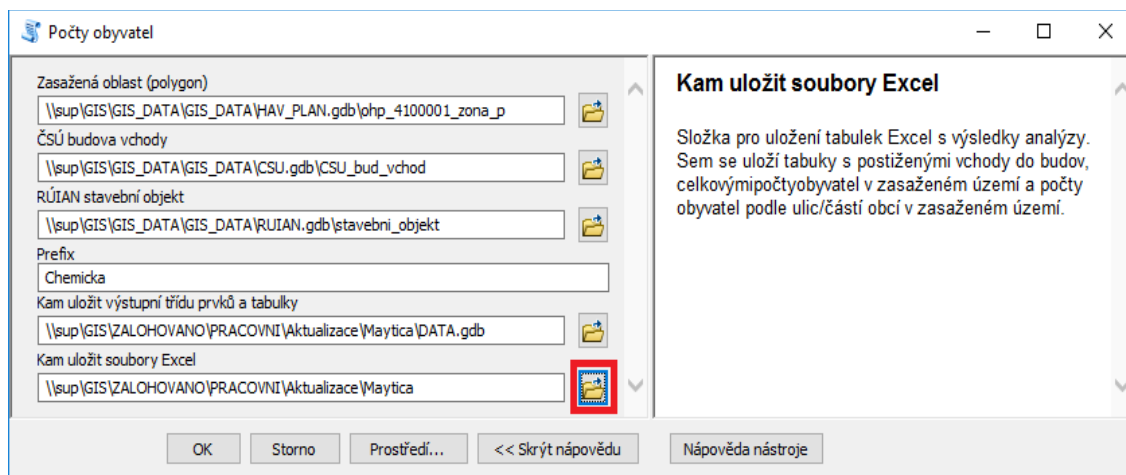 Počty obyvatel
Zasažená oblast (polygon)
\\sup\GIS\GIS_DATA\GIS_DATA\HAV_PLAN.gdb\ohp_4100001_zona_p
ČSÚ budova vchody
\\sup\GIS\GIS_DATA\GIS_DATA\CSU.gdb\CSU_bud_vchod
RÚIAN stavební objekt
\\sup\GIS\GIS_DATA\GIS_DATA\RUIAN.gdb\stavebni_objekt
Prefix
Chemicka
Kam uložit výstupní třídu prvků a tabulky
\\sup\GIS\ZALOHOVANO\PRACOVNI\Aktualizace\Maytica\DATA.gdb
Kam uložit soubory Excel
\\sup\GIS\ZALOHOVANO\PRACOVNI\Aktualizace\Maytica
Kam uložit soubory Excel
Složka pro uložení tabulek Excel s výsledky analýzy.
Sem se uloží tabuky s postiženými vchody do budov,
celkovýmipočtyobyvatel v zasaženém území a počty
obyvatel podle ulic/částí obcí v zasaženém území.
OK
Storno
Prostředí...
<< Skrýt nápovědu
Nápověda nástroje